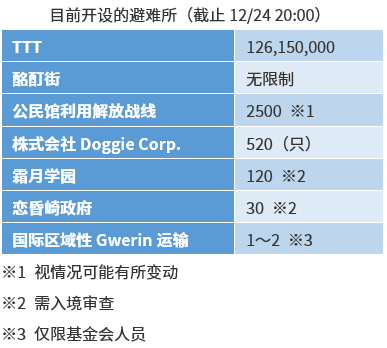 目前开设的避难所（截止 12/24 20:00）
TTT 126,150,000
酩酊街 无限制
公民馆利用解放战线 2500 ※1
株式会社 Doggie Corp. 520（只）
霜月学园 120 ※2
恋昏崎政府 30 ※2
国际区域性 Gwerin 运输 1～2 ※3
※1 视情况可能有所变动
※2 需入境审查
※3 仅限基金会人员